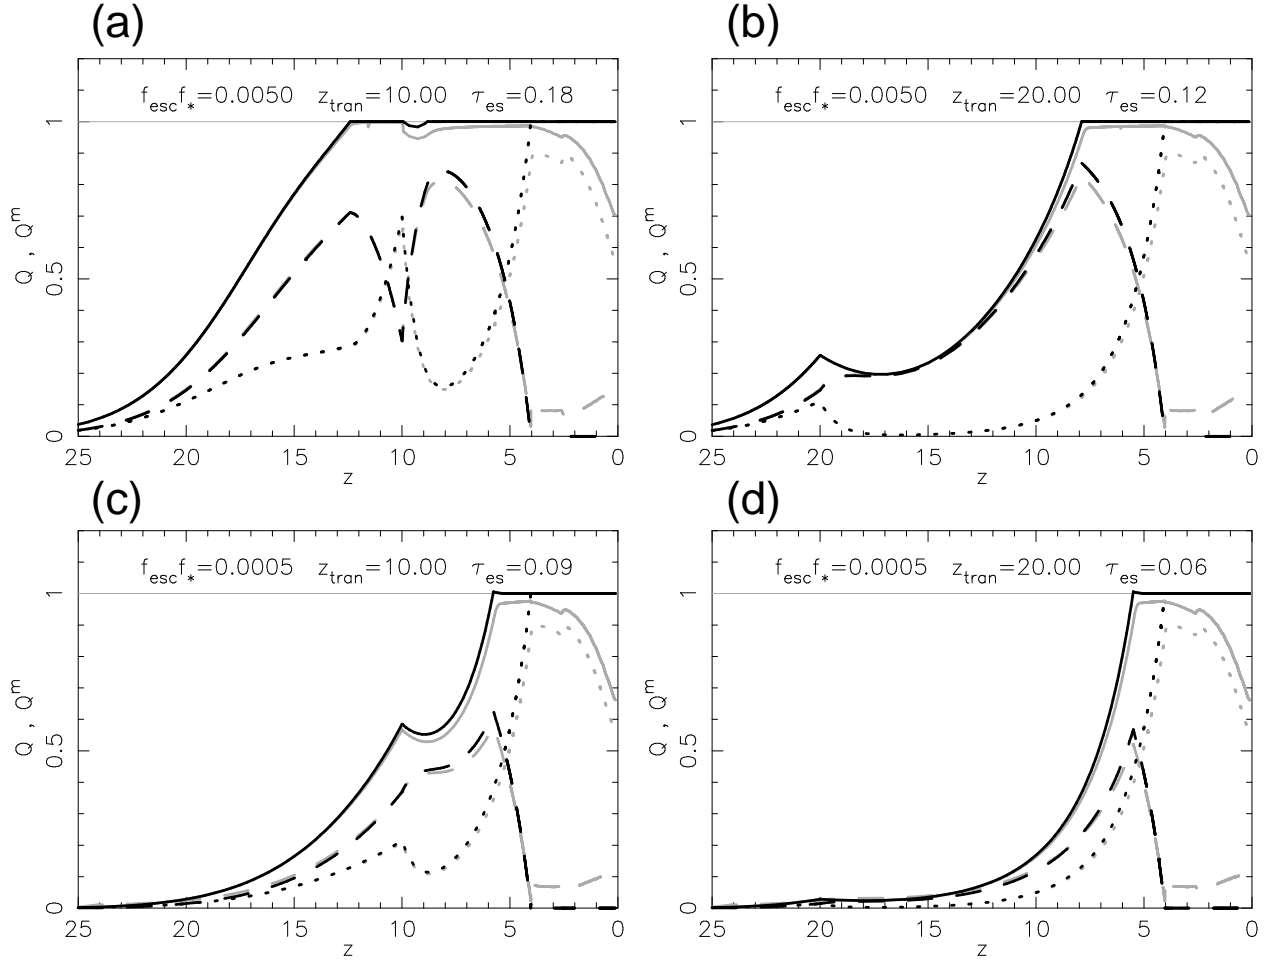 (a)
f_esc f_*=0.0050 z_tran=10.00 τ_es=0.18
Q , Q^m
1
0.5
0
25 20 15 10 5 0
z
(b)
f_esc f_*=0.0050 z_tran=20.00 τ_es=0.12
Q , Q^m
1
0.5
0
25 20 15 10 5 0
z
(c)
f_esc f_*=0.0005 z_tran=10.00 τ_es=0.09
Q , Q^m
1
0.5
0
25 20 15 10 5 0
z
(d)
f_esc f_*=0.0005 z_tran=20.00 τ_es=0.06
Q , Q^m
1
0.5
0
25 20 15 10 5 0
z